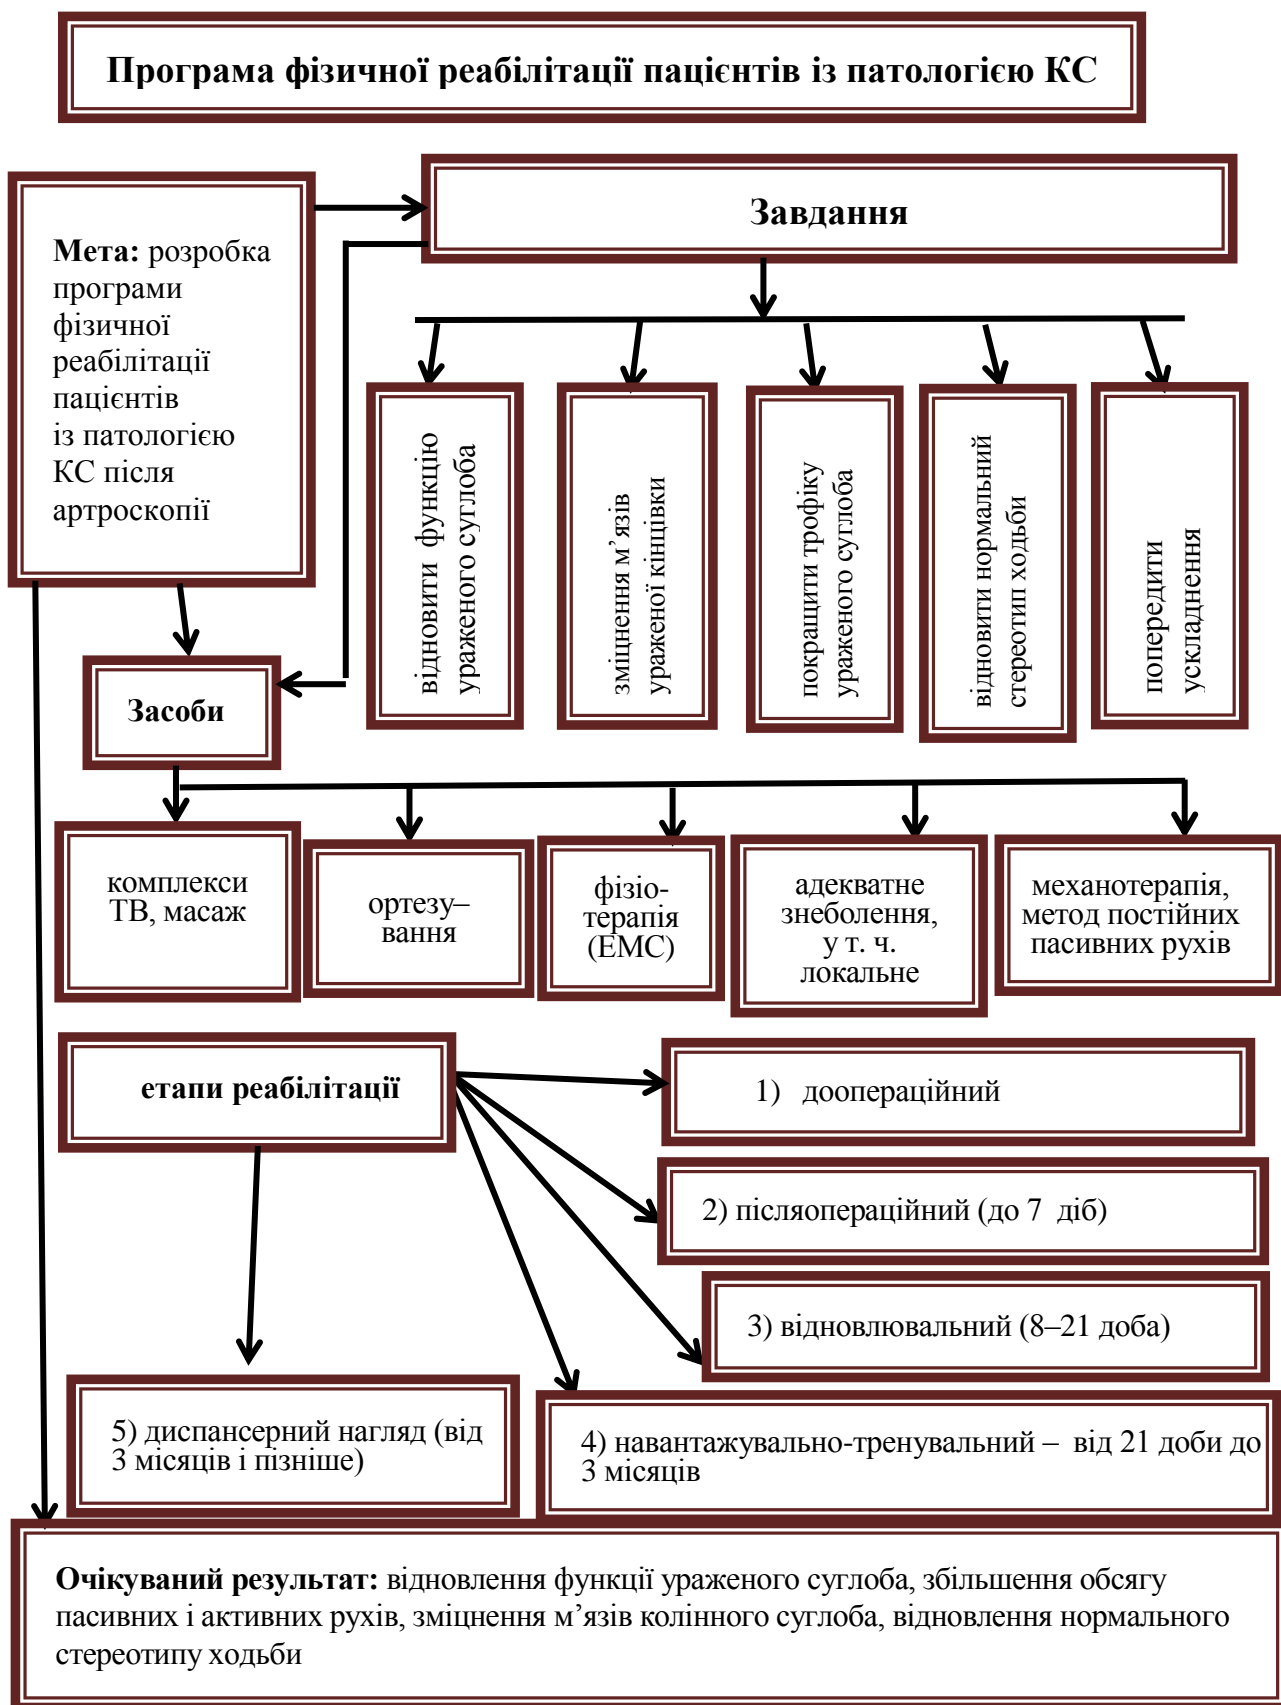 Програма фізичної реабілітації пацієнтів із патологією КС
Завдання
Мета: розробка
програми
фізичної
реабілітації
пацієнтів
із патологією
КС після
артроскопії
відновити функцію
ураженого суглоба
зміцнення м’язів
ураженої кінцівки
покращити трофіку
ураженого суглоба
відновити нормальний
стереотип ходьби
попередити
ускладнення
Засоби
комплекси
ТВ, масаж
ортезу–
вання
фізіо-
терапія
(ЕМС)
адекватне
знеболення,
у т. ч.
локальне
механотерапія,
метод постійних
пасивних рухів
етапи реабілітації
1) доопераційний
2) післяопераційний (до 7 діб)
3) відновлювальний (8–21 доба)
4) навантажувально-тренувальний – від 21 доби до
3 місяців
5) диспансерний нагляд (від
3 місяців і пізніше)
Очікуваний результат: відновлення функції ураженого суглоба, збільшення обсягу
пасивних і активних рухів, зміцнення м’язів колінного суглоба, відновлення нормального
стереотипу ходьби